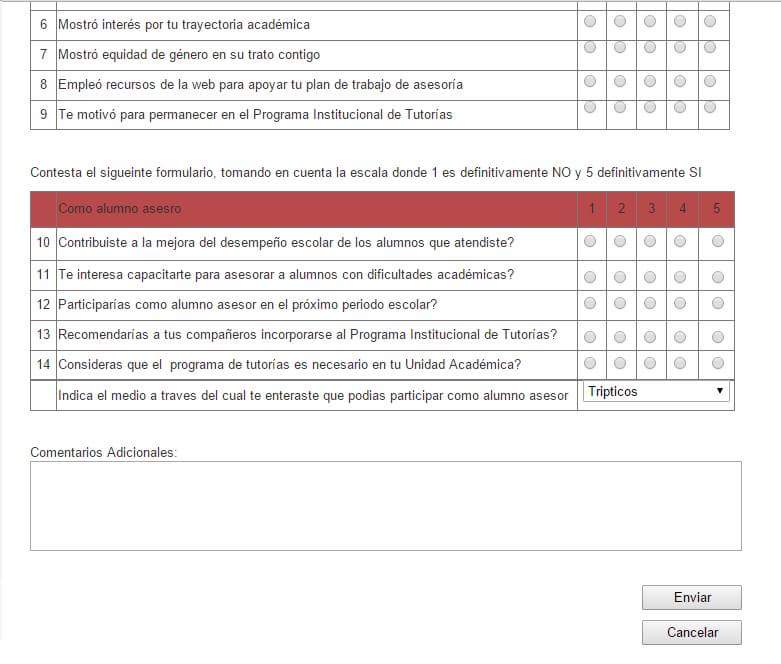 6 Mostró interés por tu trayectoria académica
7 Mostró equidad de género en su trato contigo
8 Empleó recursos de la web para apoyar tu plan de trabajo de asesoría
9 Te motivó para permanecer en el Programa Institucional de Tutorías
Contesta el sigueinte formulario, tomando en cuenta la escala donde 1 es definitivamente NO y 5 definitivamente SI
Como alumno asesro 1 2 3 4 5
10 Contribuiste a la mejora del desempeño escolar de los alumnos que atendiste?
11 Te interesa capacitarte para asesorar a alumnos con dificultades académicas?
12 Participarías como alumno asesor en el próximo periodo escolar?
13 Recomendarías a tus compañeros incorporarse al Programa Institucional de Tutorías?
14 Consideras que el programa de tutorías es necesario en tu Unidad Académica?
Indica el medio a traves del cual te enteraste que podias participar como alumno asesor Tripticos
Comentarios Adicionales:
Enviar
Cancelar